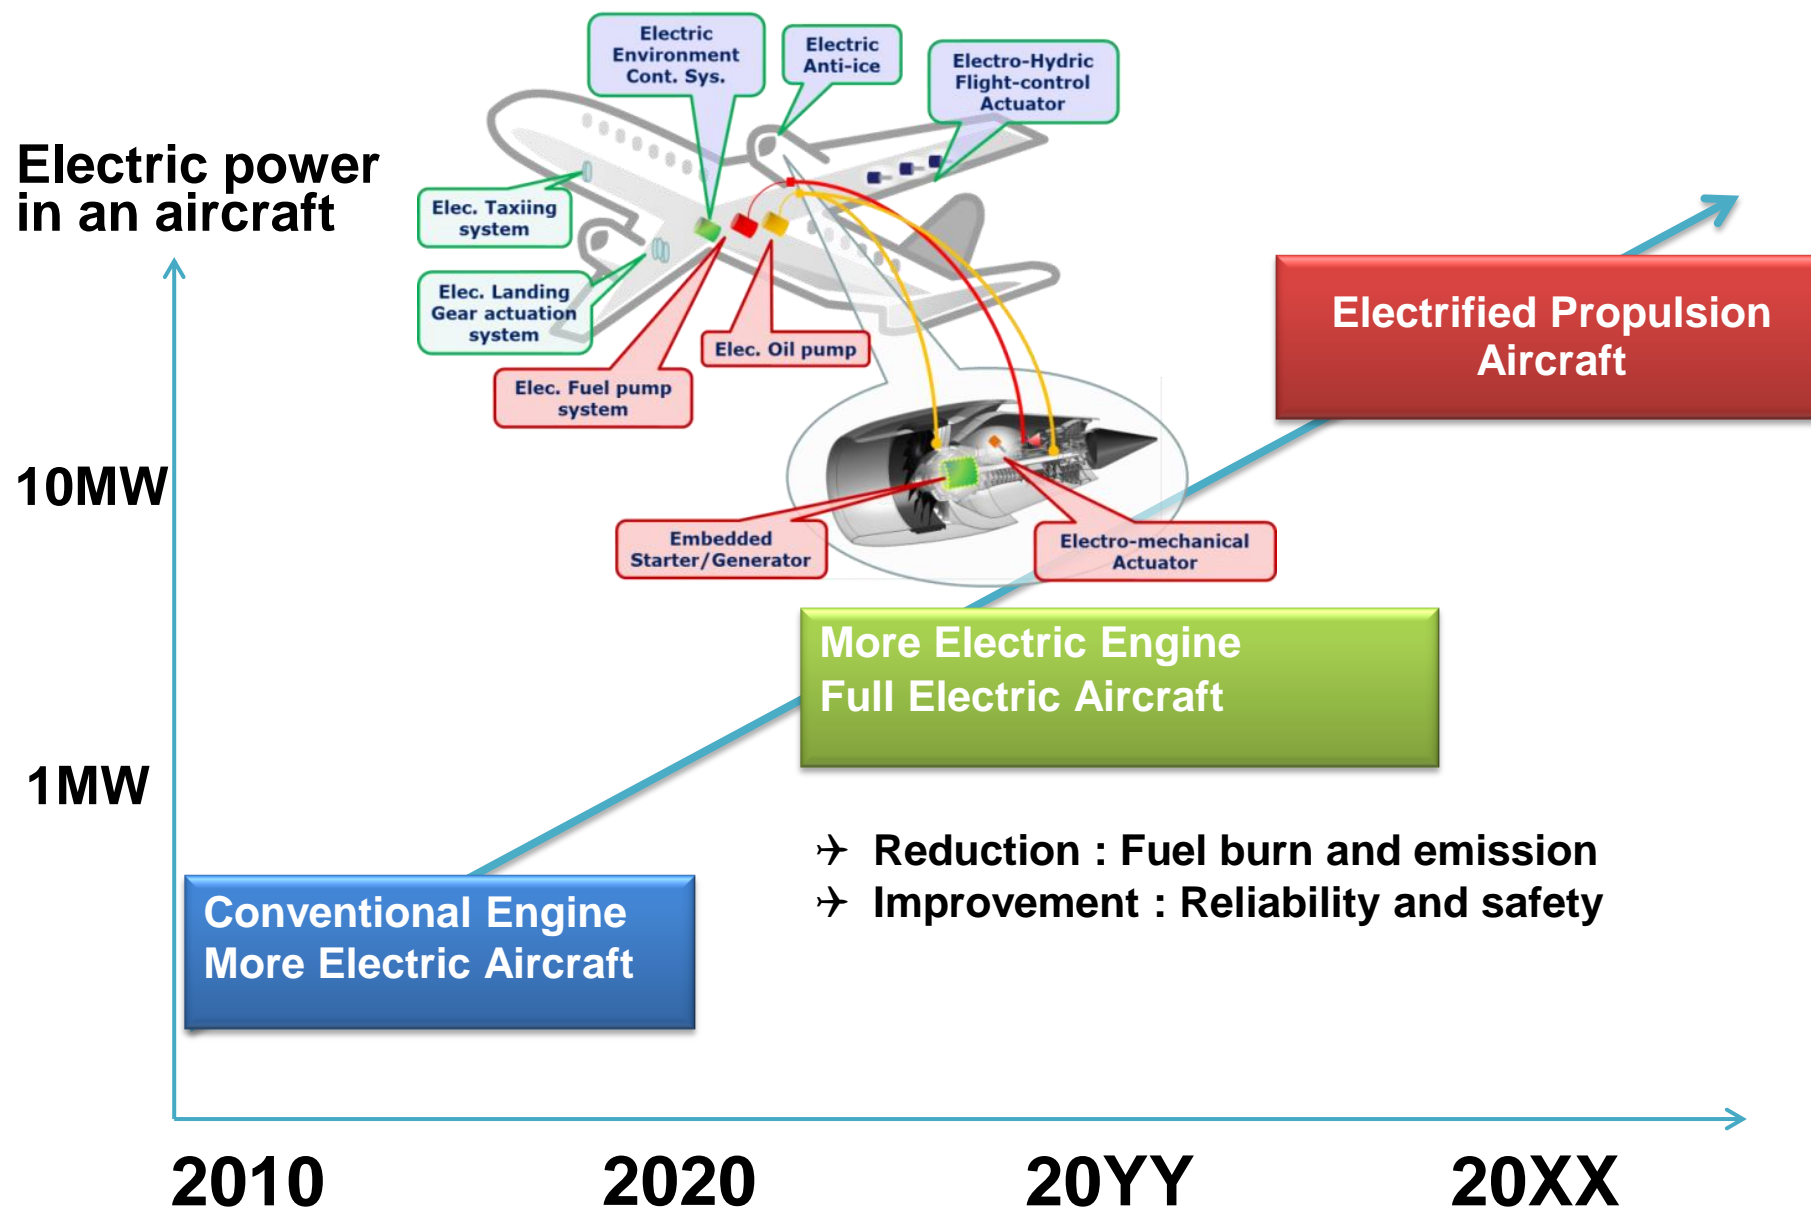 Electric
Environment
Cont. Sys.
Electric
Anti-ice
Electro-Hydric
Flight-control
Actuator
Electric power
in an aircraft
Elec. Taxiing
system
Elec. Landing
Gear actuation
system
Elec. Oil pump
Elec. Fuel pump
system
Electrified Propulsion
Aircraft
10MW
Embedded
Starter/Generator
Electro-mechanical
Actuator
More Electric Engine
Full Electric Aircraft
1MW
Reduction : Fuel burn and emission
Improvement : Reliability and safety
Conventional Engine
More Electric Aircraft
2010 2020 20YY 20XX